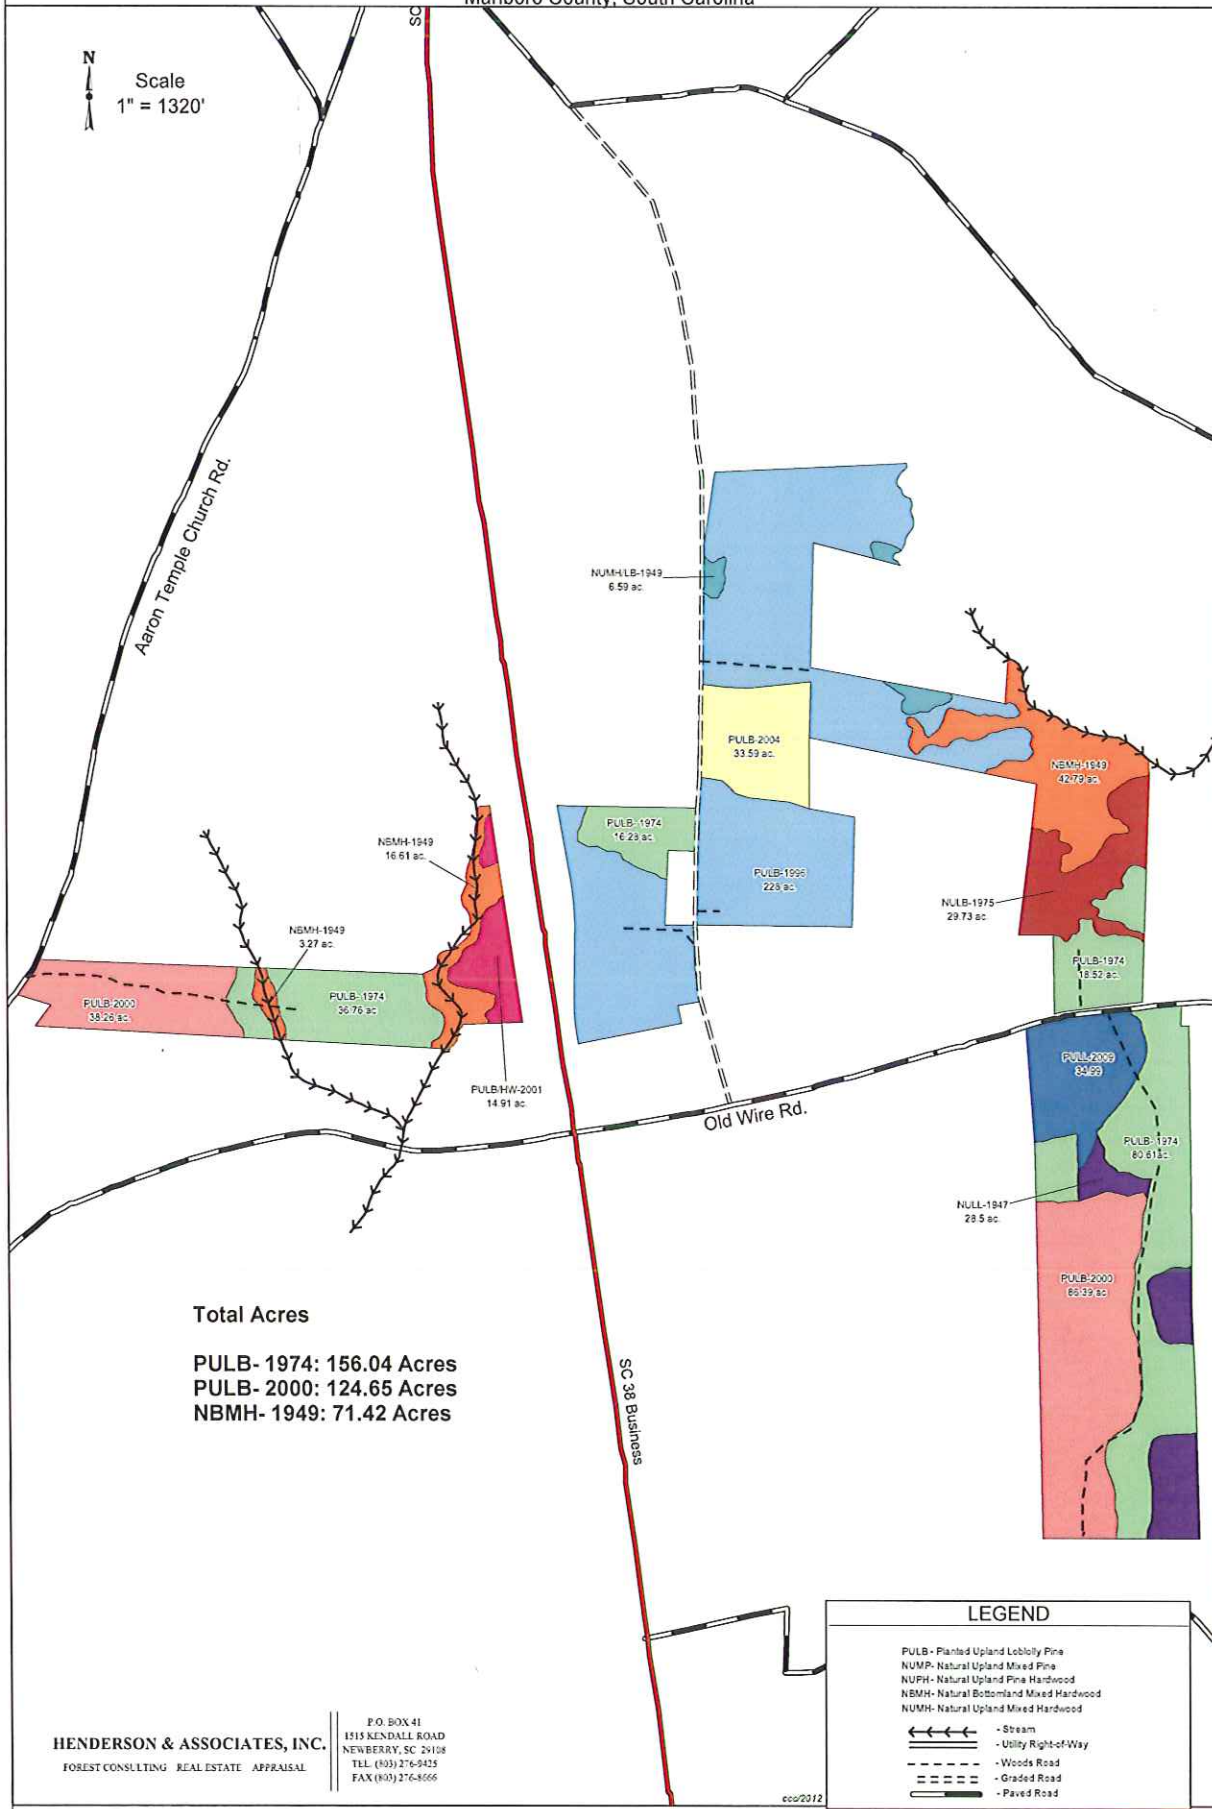 Marlboro County, South Carolina
SC
N
Scale
1" = 1320'
Aaron Temple Church Rd.
NUMH/LB-1949
6.59 ac.
PULB-2004
33.59 ac.
NBMH-1949
42.79 ac.
PULB- 1974
16.28 ac.
NBMH-1949
16.61 ac.
PULB-1996
228 ac.
NULB-1975
29.73 ac.
NBMH-1949
3.27 ac.
PULB-1974
18.52 ac.
PULB-2000
38.26 ac.
PULB- 1974
36.76 ac
PULL-2009
34.99
PULB/HW-2001
14.91 ac.
Old Wire Rd.
PULB- 1974
80.61 ac.
NULL-1947
28.5 ac.
PULB-2000
86.39 ac
Total Acres
PULB- 1974: 156.04 Acres
PULB- 2000: 124.65 Acres
NBMH- 1949: 71.42 Acres
SC 38 Business
LEGEND
PULB - Planted Upland Loblolly Pine
NUMP- Natural Upland Mixed Pine
NUPH- Natural Upland Pine Hardwood
NBMH- Natural Bottomland Mixed Hardwood
NUMH- Natural Upland Mixed Hardwood
- Stream
- Utility Right-of-Way
- Woods Road
- Graded Road
- Paved Road
HENDERSON & ASSOCIATES, INC.
FOREST CONSULTING REAL ESTATE APPRAISAL
P.O. BOX 41
1515 KENDALL ROAD
NEWBERRY, SC 29108
TEL. (803) 276-0425
FAX (803) 276-8666
cco/2012